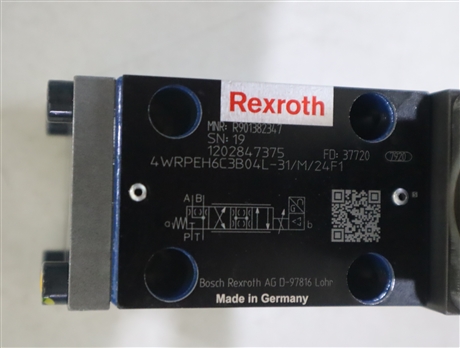 Rexroth
MNR: R901382347
SN: 19
1202847375
FD: 37720
7920
4WRPEH6C3B04L-31/M/24F1
A B
a
b
P T
Bosch Rexroth AG D-97816 Lohr
Made in Germany